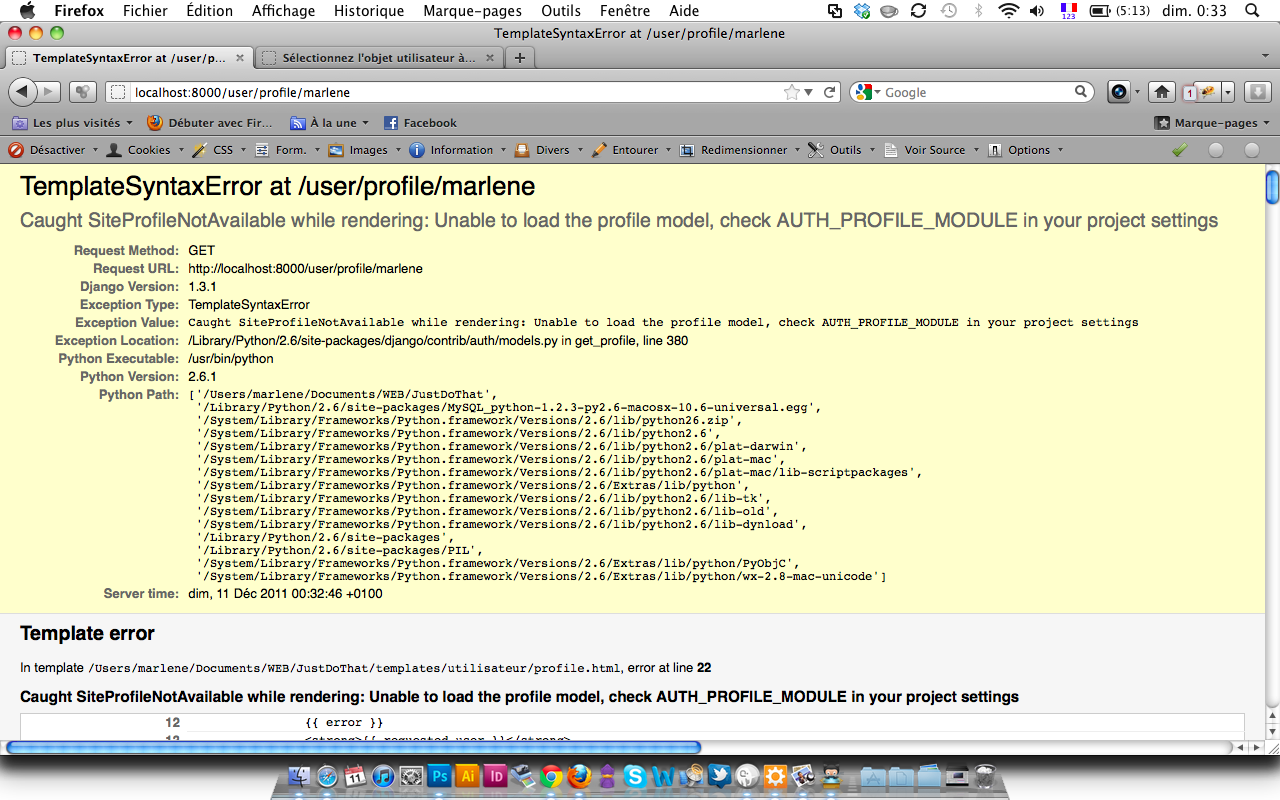 Firefox Fichier Édition Affichage Historique Marque-pages Outils Fenêtre Aide 123 (5:13) dim. 0:33
TemplateSyntaxError at /user/profile/marlene
TemplateSyntaxError at /user/p... Sélectionnez l'objet utilisateur à...
localhost:8000/user/profile/marlene Google 1
Les plus visités Débuter avec Fir... À la une Facebook Marque-pages
Désactiver Cookies CSS Form. Images Information Divers Entourer Redimensionner Outils Voir Source Options
TemplateSyntaxError at /user/profile/marlene
Caught SiteProfileNotAvailable while rendering: Unable to load the profile model, check AUTH_PROFILE_MODULE in your project settings
Request Method: GET
Request URL: http://localhost:8000/user/profile/marlene
Django Version: 1.3.1
Exception Type: TemplateSyntaxError
Exception Value: Caught SiteProfileNotAvailable while rendering: Unable to load the profile model, check AUTH_PROFILE_MODULE in your project settings
Exception Location: /Library/Python/2.6/site-packages/django/contrib/auth/models.py in get_profile, line 380
Python Executable: /usr/bin/python
Python Version: 2.6.1
Python Path: ['/Users/marlene/Documents/WEB/JustDoThat',
'/Library/Python/2.6/site-packages/MySQL_python-1.2.3-py2.6-macosx-10.6-universal.egg',
'/System/Library/Frameworks/Python.framework/Versions/2.6/lib/python26.zip',
'/System/Library/Frameworks/Python.framework/Versions/2.6/lib/python2.6',
'/System/Library/Frameworks/Python.framework/Versions/2.6/lib/python2.6/plat-darwin',
'/System/Library/Frameworks/Python.framework/Versions/2.6/lib/python2.6/plat-mac',
'/System/Library/Frameworks/Python.framework/Versions/2.6/lib/python2.6/plat-mac/lib-scriptpackages',
'/System/Library/Frameworks/Python.framework/Versions/2.6/Extras/lib/python',
'/System/Library/Frameworks/Python.framework/Versions/2.6/lib/python2.6/lib-tk',
'/System/Library/Frameworks/Python.framework/Versions/2.6/lib/python2.6/lib-old',
'/System/Library/Frameworks/Python.framework/Versions/2.6/lib/python2.6/lib-dynload',
'/Library/Python/2.6/site-packages',
'/Library/Python/2.6/site-packages/PIL',
'/System/Library/Frameworks/Python.framework/Versions/2.6/Extras/lib/python/PyObjC',
'/System/Library/Frameworks/Python.framework/Versions/2.6/Extras/lib/python/wx-2.8-mac-unicode']
Server time: dim, 11 Déc 2011 00:32:46 +0100
Template error
In template /Users/marlene/Documents/WEB/JustDoThat/templates/utilisateur/profile.html, error at line 22
Caught SiteProfileNotAvailable while rendering: Unable to load the profile model, check AUTH_PROFILE_MODULE in your project settings
12 {{ error }}
13 <strong>{{ requested_user }}</strong>
11 Ps Ai Id S W